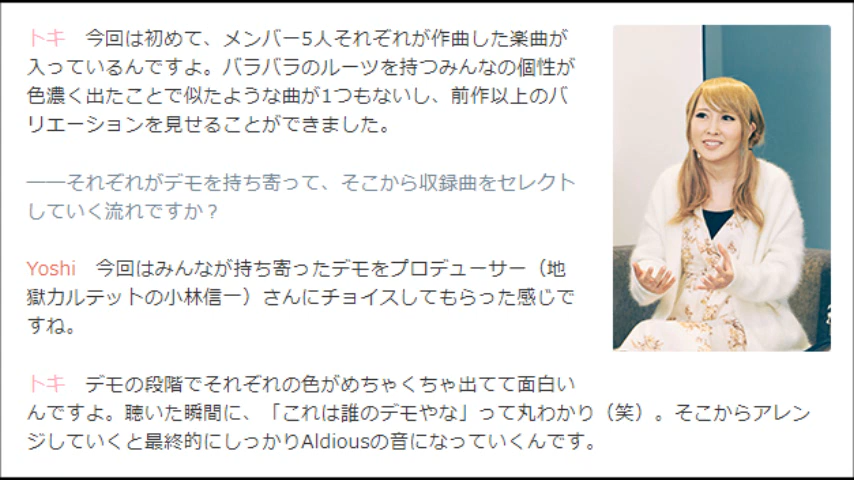 トキ　今回は初めて、メンバー5人それぞれが作曲した楽曲が
入っているんですよ。バラバラのルーツを持つみんなの個性が
色濃く出たことで似たような曲が1つもないし、前作以上のバ
リエーションを見せることができました。
――それぞれがデモを持ち寄って、そこから収録曲をセレクト
していく流れですか？
Yoshi　今回はみんなが持ち寄ったデモをプロデューサー（地
獄カルテットの小林信一）さんにチョイスしてもらった感じで
すね。
トキ　デモの段階でそれぞれの色がめちゃくちゃ出てて面白い
んですよ。聴いた瞬間に、「これは誰のデモやな」って丸わかり（笑）。そこからアレン
ジしていくと最終的にしっかりAldiousの音になっていくんです。